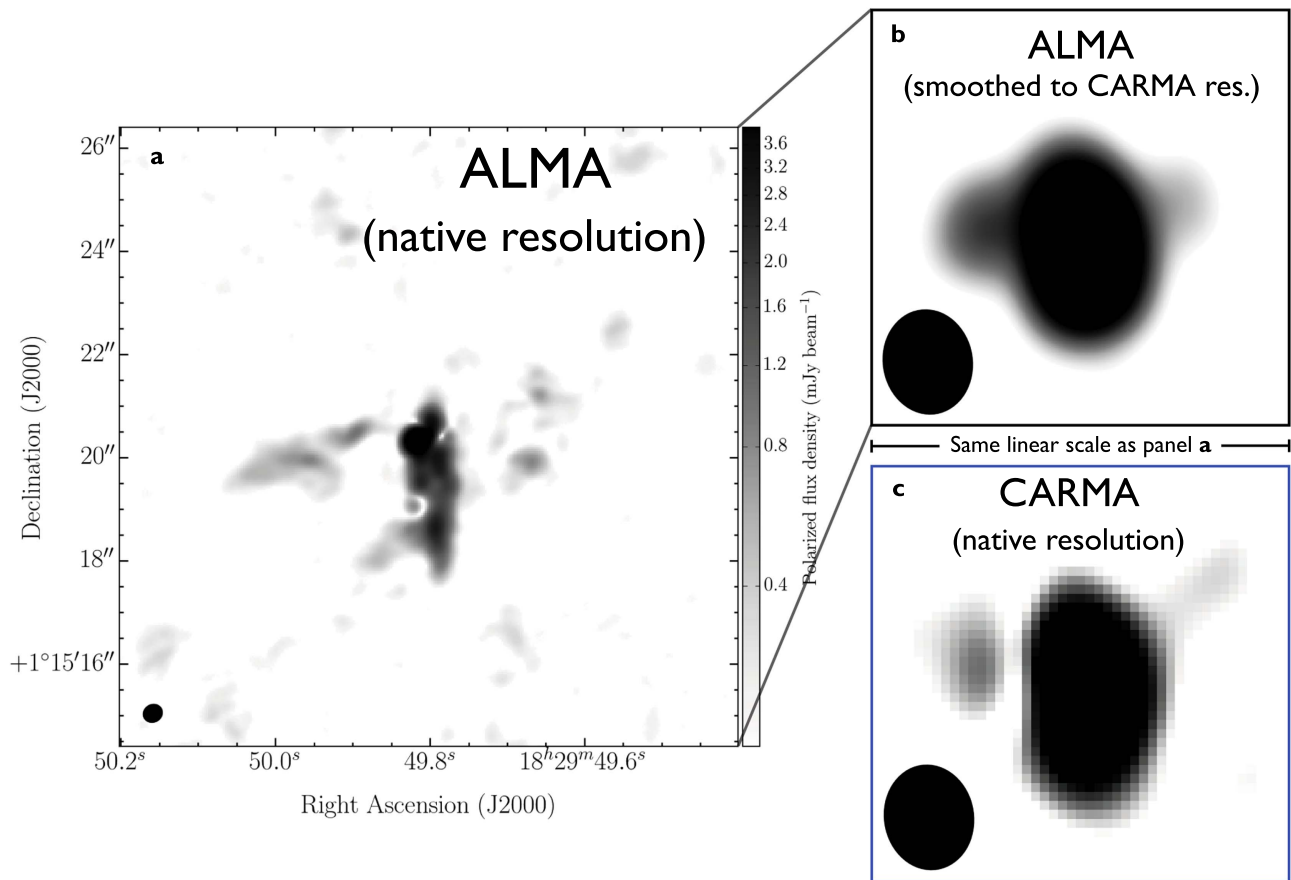 a
ALMA
(native resolution)
26″
24″
22″
20″
18″
+1°15′16″
Declination (J2000)
50.2ˢ
50.0ˢ
49.8ˢ
18ʰ29ᵐ49.6ˢ
Right Ascension (J2000)
3.6
3.2
2.8
2.4
2.0
1.6
1.2
0.8
0.4
Polarized flux density (mJy beam⁻¹)
b
ALMA
(smoothed to CARMA res.)
Same linear scale as panel a
c
CARMA
(native resolution)